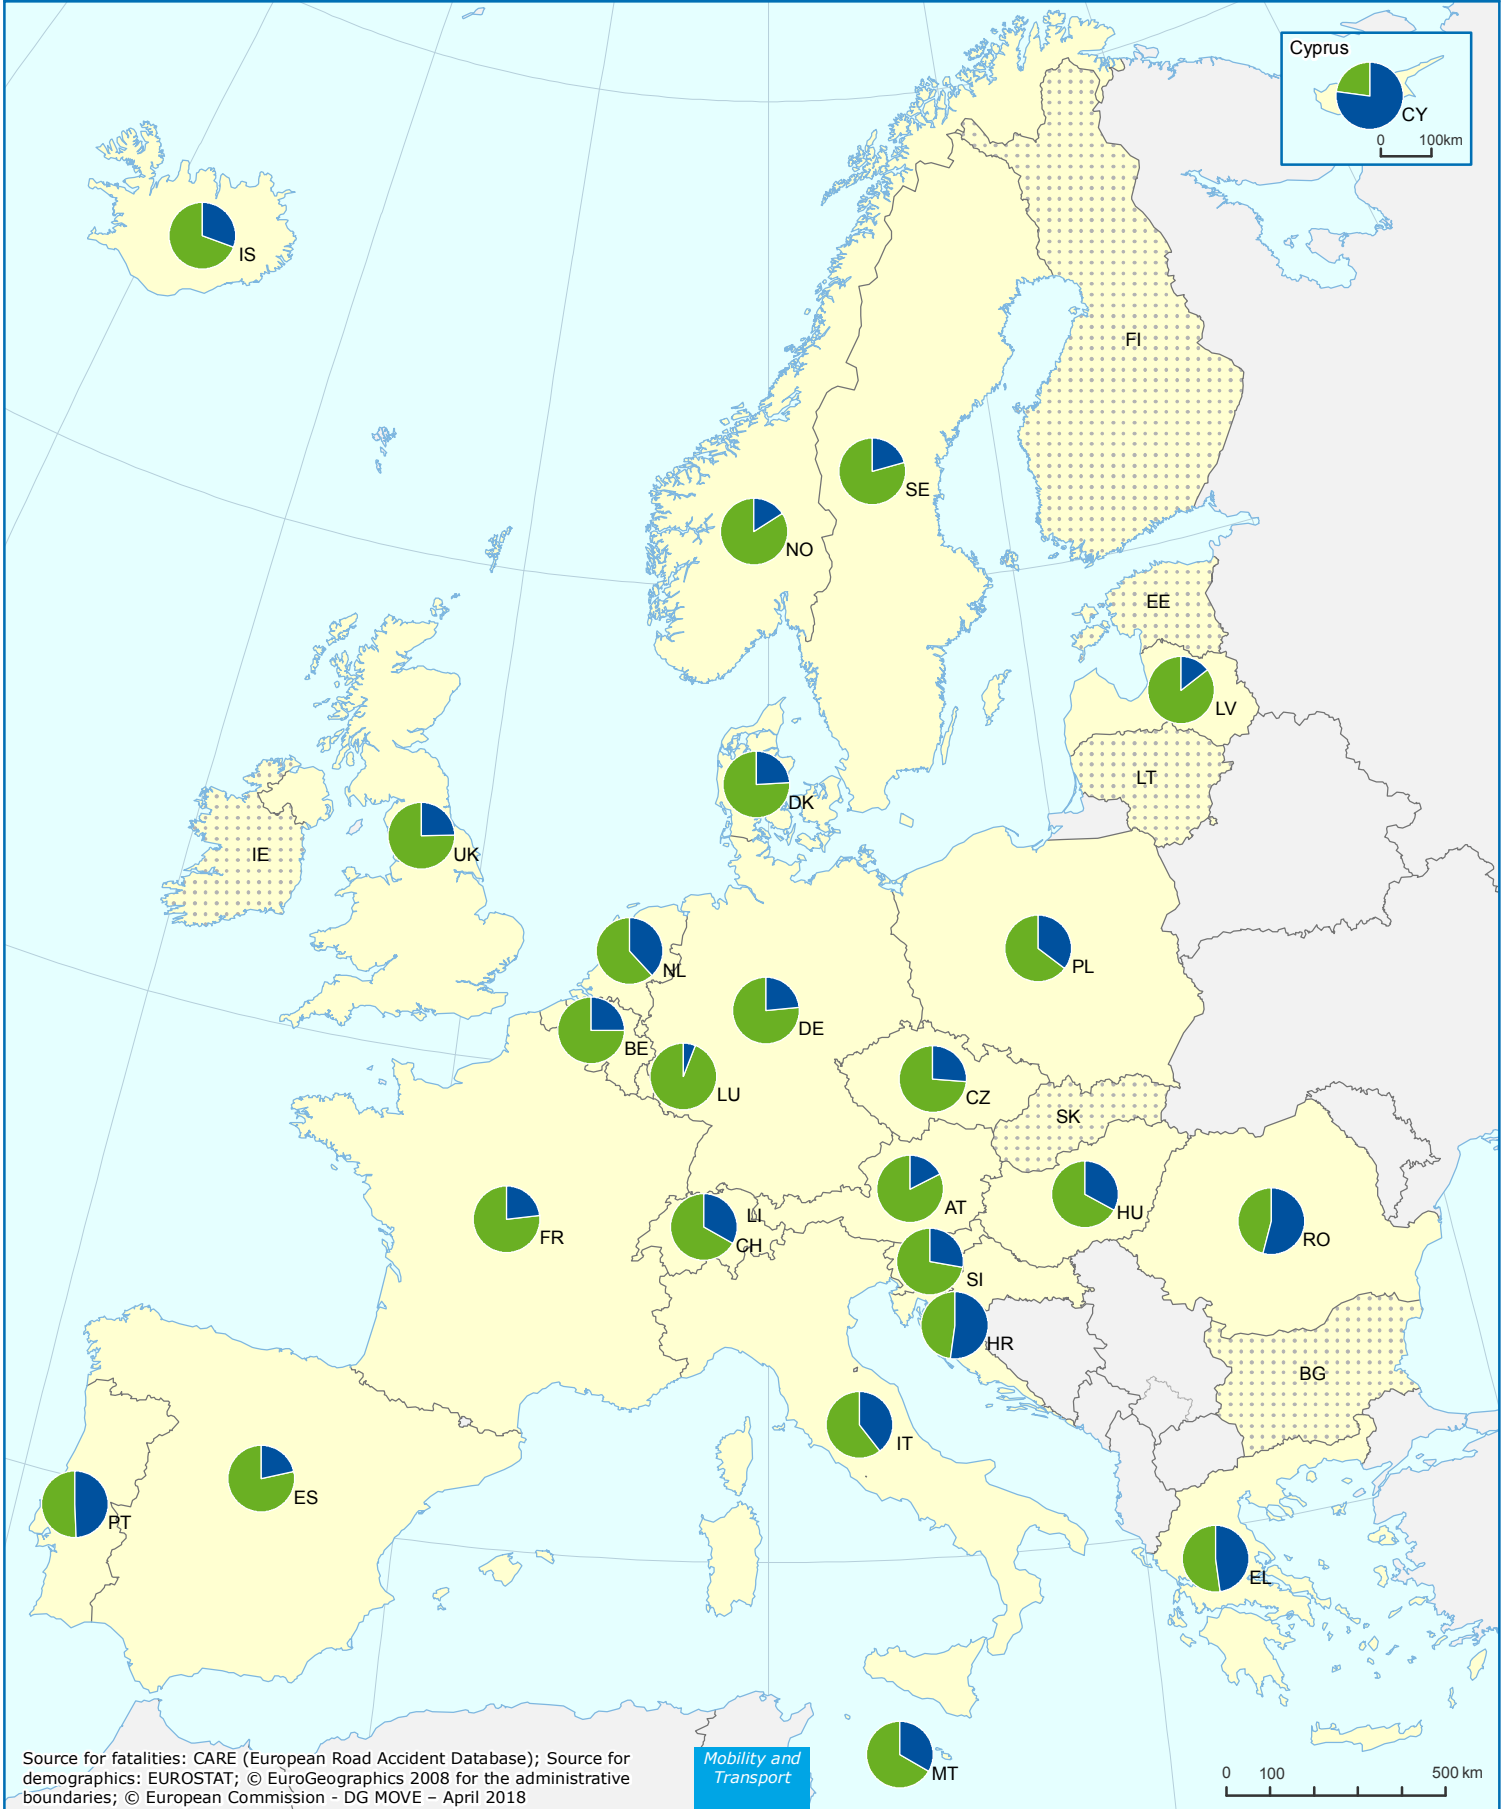 Cyprus
CY
0 100km
IS
FI
SE
NO
EE
LV
LT
DK
IE
UK
NL
PL
DE
BE
LU
CZ
SK
AT
HU
LI
CH
FR
RO
SI
HR
BG
IT
ES
PT
EL
MT
Source for fatalities: CARE (European Road Accident Database); Source for
demographics: EUROSTAT; © EuroGeographics 2008 for the administrative
boundaries; © European Commission - DG MOVE – April 2018
Mobility and
Transport
0 100 500 km